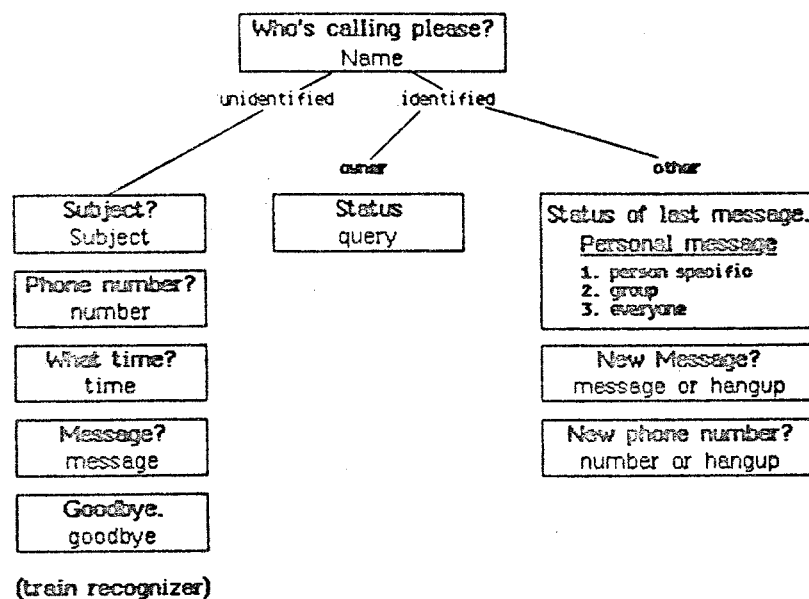 Who's calling please?
Name
unidentified
identified
owner
other
Subject?
Subject
Phone number?
number
What time?
time
Message?
message
Goodbye.
goodbye
(train recognizer)
Status
query
Status of last message.
Personal message
1. person specific
2. group
3. everyone
New Message?
message or hangup
New phone number?
number or hangup